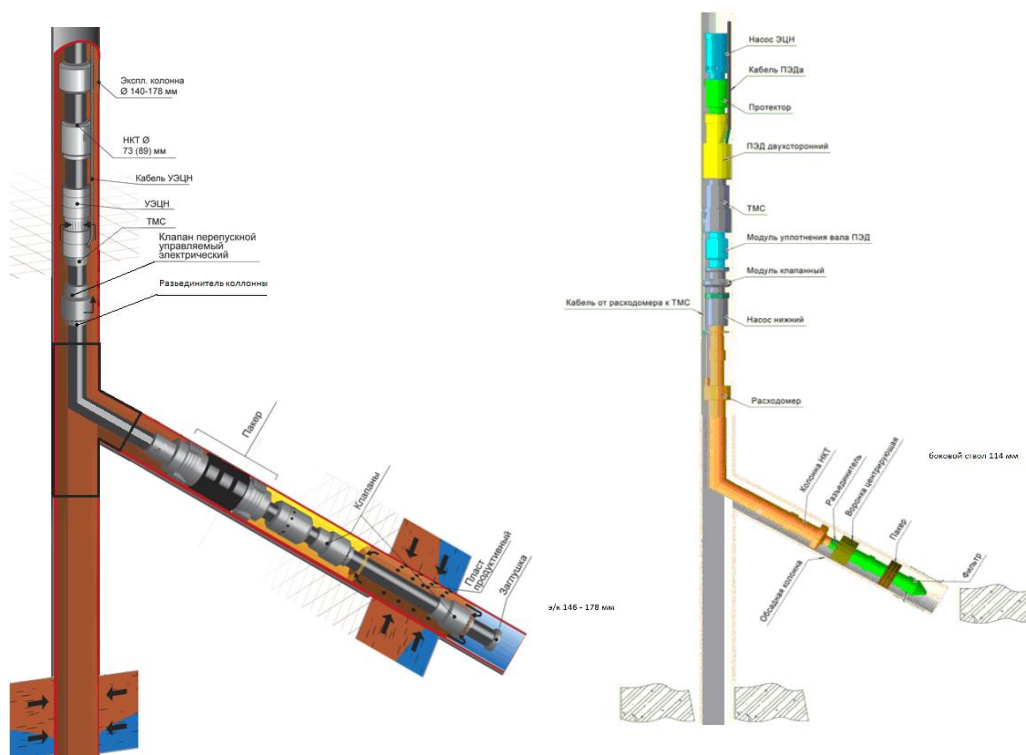 Экспл. колонна
Ø 140-178 мм
НКТ Ø
73 (89) мм
Кабель УЭЦН
УЭЦН
ТМС
Клапан перепускной
управляемый
электрический
Разьединитель коллонны
Пакер
Клапаны
Пласт
продуктивный
Заглушка
э/к 146 - 178 мм
Насос ЭЦН
Кабель ПЭДа
Протектор
ПЭД двухсторонний
ТМС
Модуль уплотнения вала ПЭД
Модуль клапанный
Кабель от расходомера к ТМС
Насос нижний
Расходомер
боковой ствол 114 мм
Колонна НКТ
Разъединитель
Воронка центрирующая
Пакер
Фильтр
Обсадная колонна